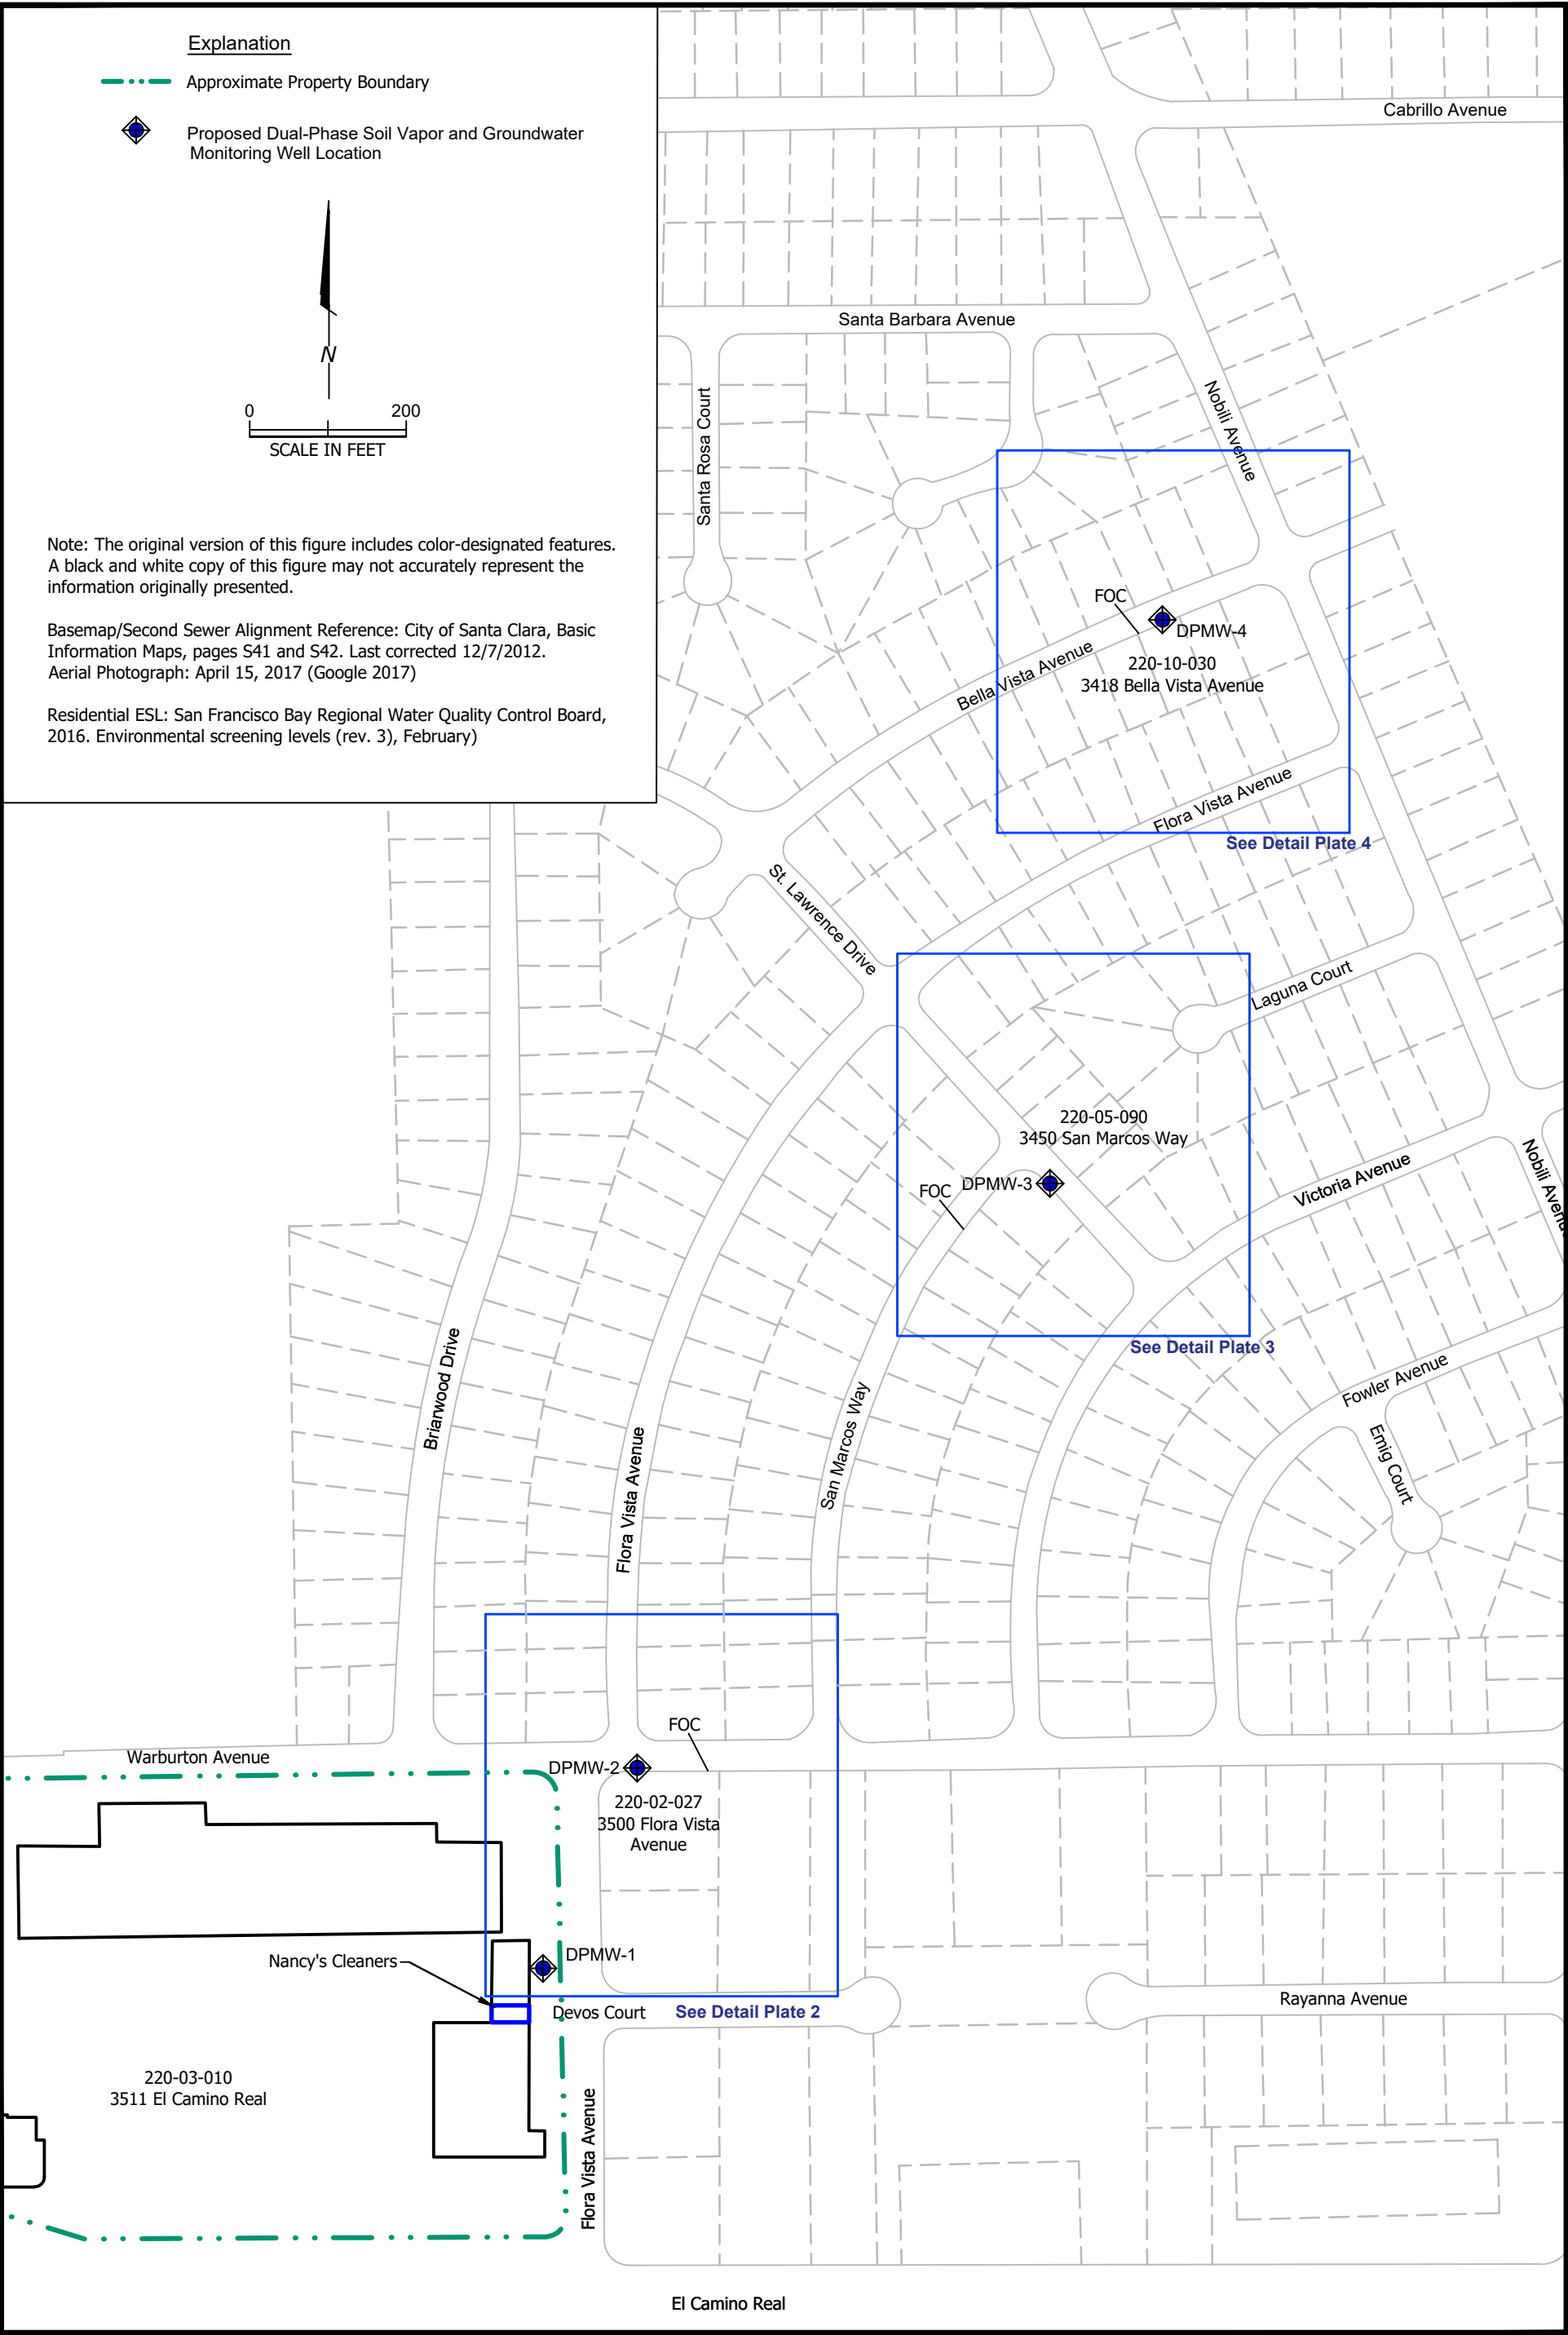 Explanation
Approximate Property Boundary
Proposed Dual-Phase Soil Vapor and Groundwater
Monitoring Well Location
N
0 200
SCALE IN FEET
Note: The original version of this figure includes color-designated features.
A black and white copy of this figure may not accurately represent the
information originally presented.
Basemap/Second Sewer Alignment Reference: City of Santa Clara, Basic
Information Maps, pages S41 and S42. Last corrected 12/7/2012.
Aerial Photograph: April 15, 2017 (Google 2017)
Residential ESL: San Francisco Bay Regional Water Quality Control Board,
2016. Environmental screening levels (rev. 3), February)
Cabrillo Avenue
Santa Barbara Avenue
Santa Rosa Court
Nobili Avenue
FOC
DPMW-4
220-10-030
3418 Bella Vista Avenue
Bella Vista Avenue
Flora Vista Avenue
See Detail Plate 4
St. Lawrence Drive
Laguna Court
220-05-090
3450 San Marcos Way
FOC
DPMW-3
Victoria Avenue
Nobili Avenue
See Detail Plate 3
Fowler Avenue
Emig Court
Briarwood Drive
Flora Vista Avenue
San Marcos Way
FOC
Warburton Avenue
DPMW-2
220-02-027
3500 Flora Vista
Avenue
DPMW-1
Nancy's Cleaners
Devos Court
See Detail Plate 2
Rayanna Avenue
220-03-010
3511 El Camino Real
Flora Vista Avenue
El Camino Real